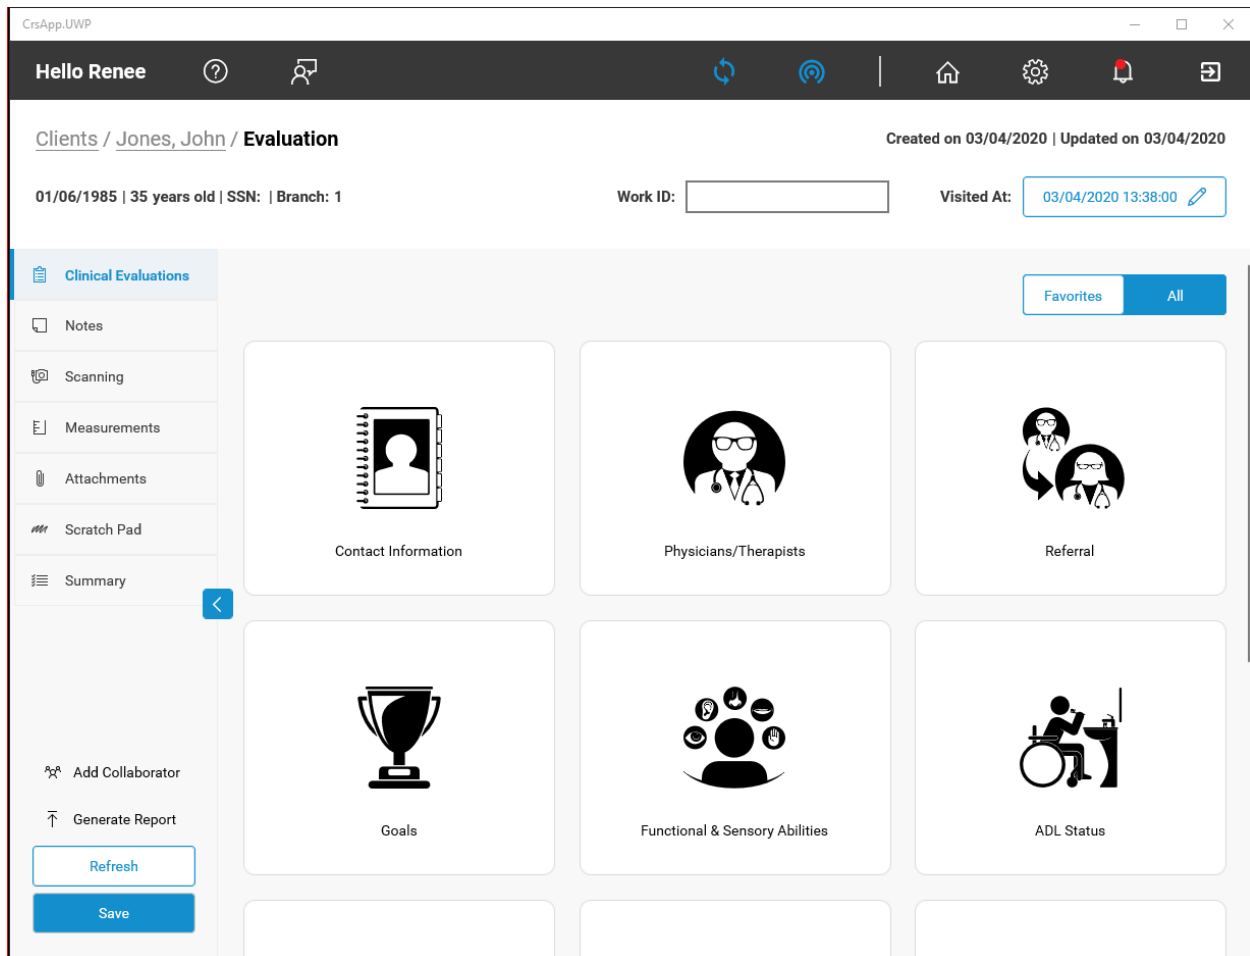 CrsApp.UWP
Hello Renee
Clients / Jones, John / Evaluation
Created on 03/04/2020 | Updated on 03/04/2020
01/06/1985 | 35 years old | SSN: | Branch: 1
Work ID:
Visited At:
03/04/2020 13:38:00
Clinical Evaluations
Notes
Scanning
Measurements
Attachments
Scratch Pad
Summary
Favorites
All
Contact Information
Physicians/Therapists
Referral
Goals
Functional & Sensory Abilities
ADL Status
Add Collaborator
Generate Report
Refresh
Save